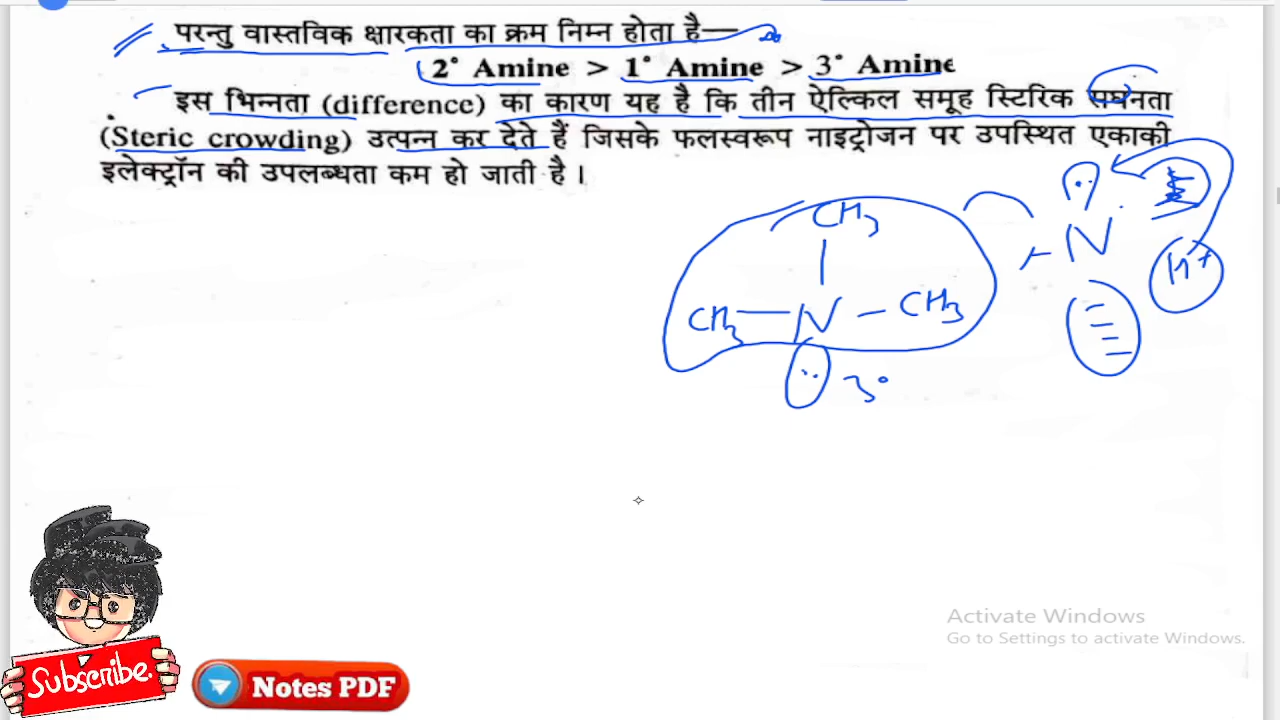 परन्तु वास्तविक क्षारकता का क्रम निम्न होता है—
2° Amine > 1° Amine > 3° Amine
इस भिन्नता (difference) का कारण यह है कि तीन ऐल्किल समूह स्टिरिक सघनता
(Steric crowding) उत्पन्न कर देते हैं जिसके फलस्वरूप नाइट्रोजन पर उपस्थित एकाकी
इलेक्ट्रॉन की उपलब्धता कम हो जाती है।
CH3
CH3 — N — CH3
3°
N
H+
Activate Windows
Go to Settings to activate Windows.
Subscribe.
Notes PDF